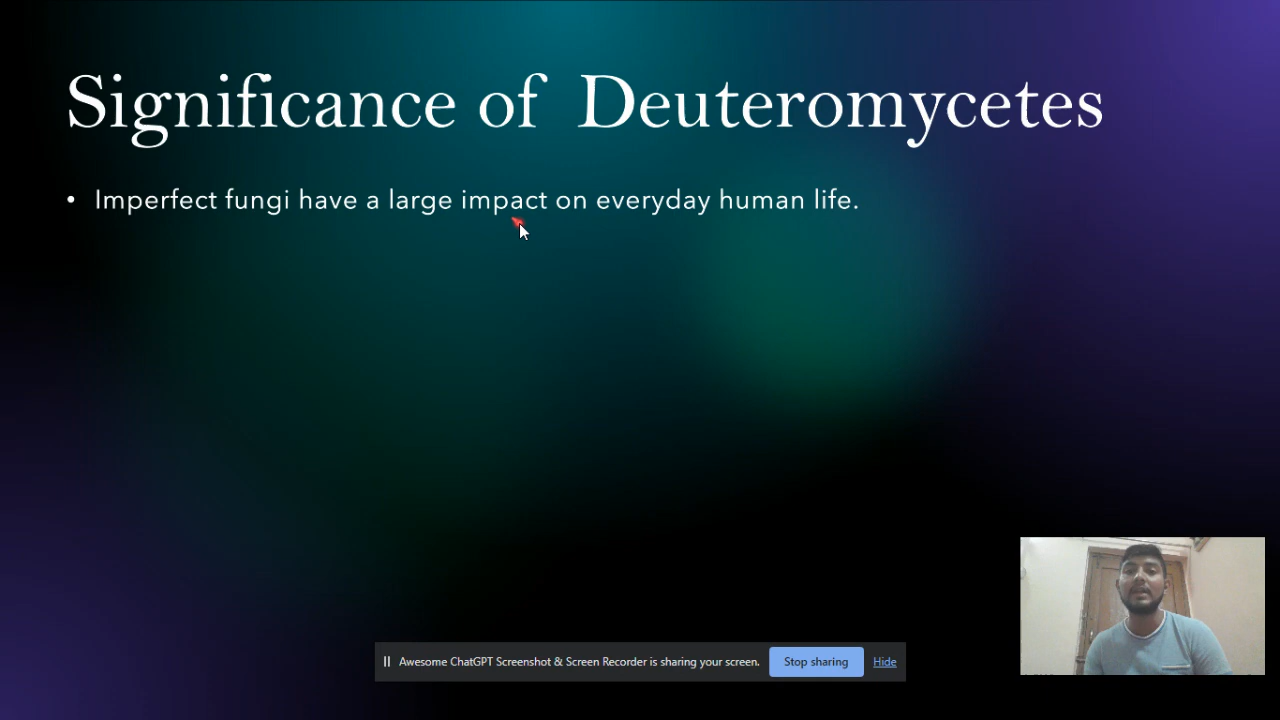 Significance of Deuteromycetes
• Imperfect fungi have a large impact on everyday human life.
Awesome ChatGPT Screenshot & Screen Recorder is sharing your screen. Stop sharing Hide